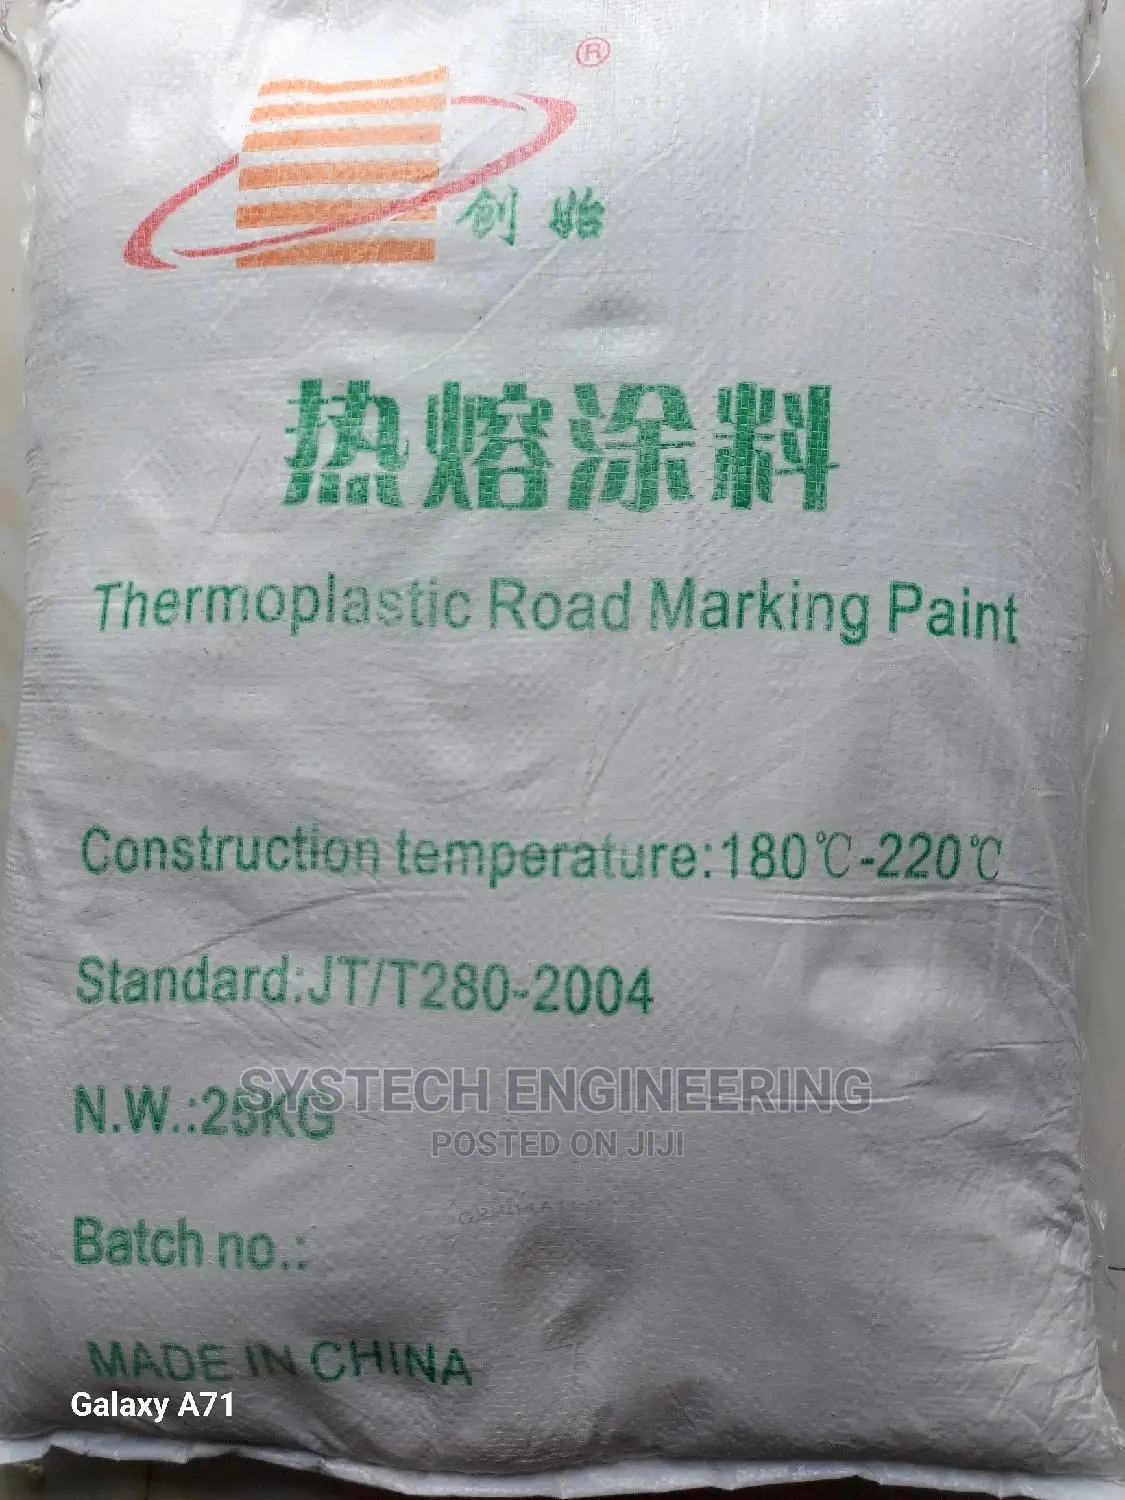 ®
创始
热熔涂料
Thermoplastic Road Marking Paint
Construction temperature:180℃-220℃
Standard:JT/T280-2004
N.W.:25KG
SYSTECH ENGINEERING
POSTED ON JIJI
Batch no.:
MADE IN CHINA
Galaxy A71